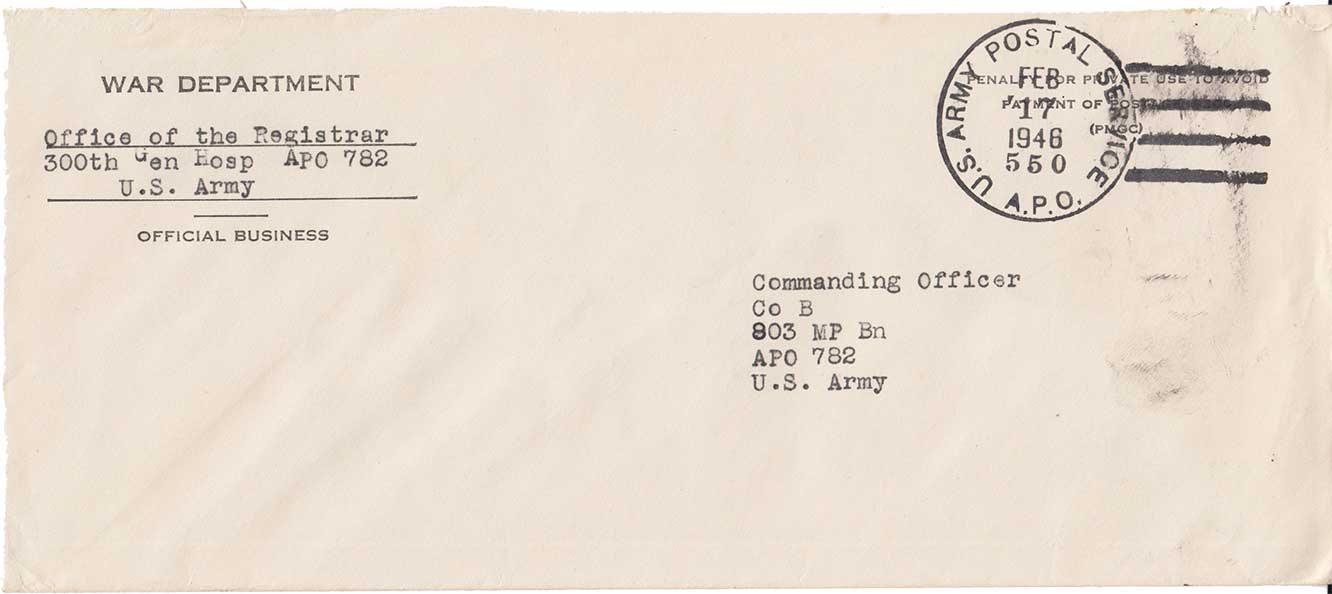 WAR DEPARTMENT
Office of the Registrar
300th Gen Hosp APO 782
U.S. Army
OFFICIAL BUSINESS
U.S. ARMY POSTAL SERVICE
FEB
17
1946
550
A.P.O.
PENALTY FOR PRIVATE USE TO AVOID
PAYMENT OF POSTAGE, $300
(PMGC)
Commanding Officer
Co B
803 MP Bn
APO 782
U.S. Army